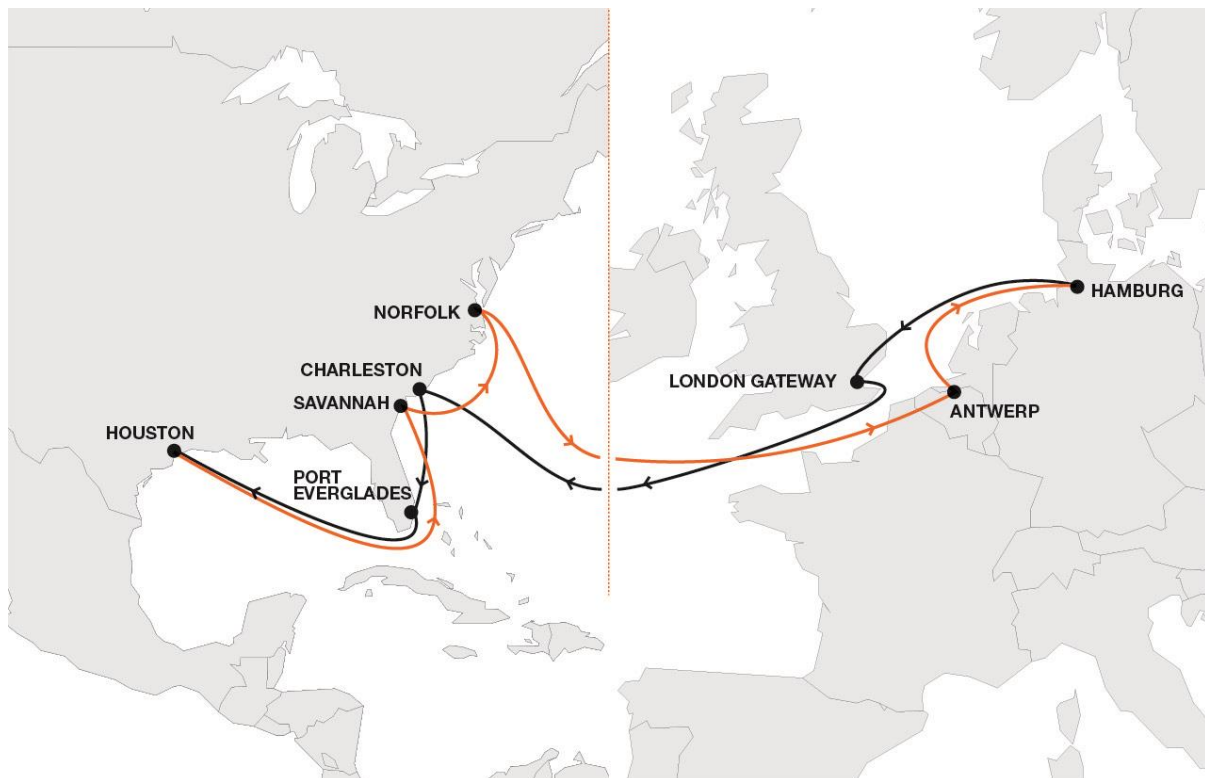 NORFOLK
CHARLESTON
SAVANNAH
HOUSTON
PORT
EVERGLADES
HAMBURG
LONDON GATEWAY
ANTWERP